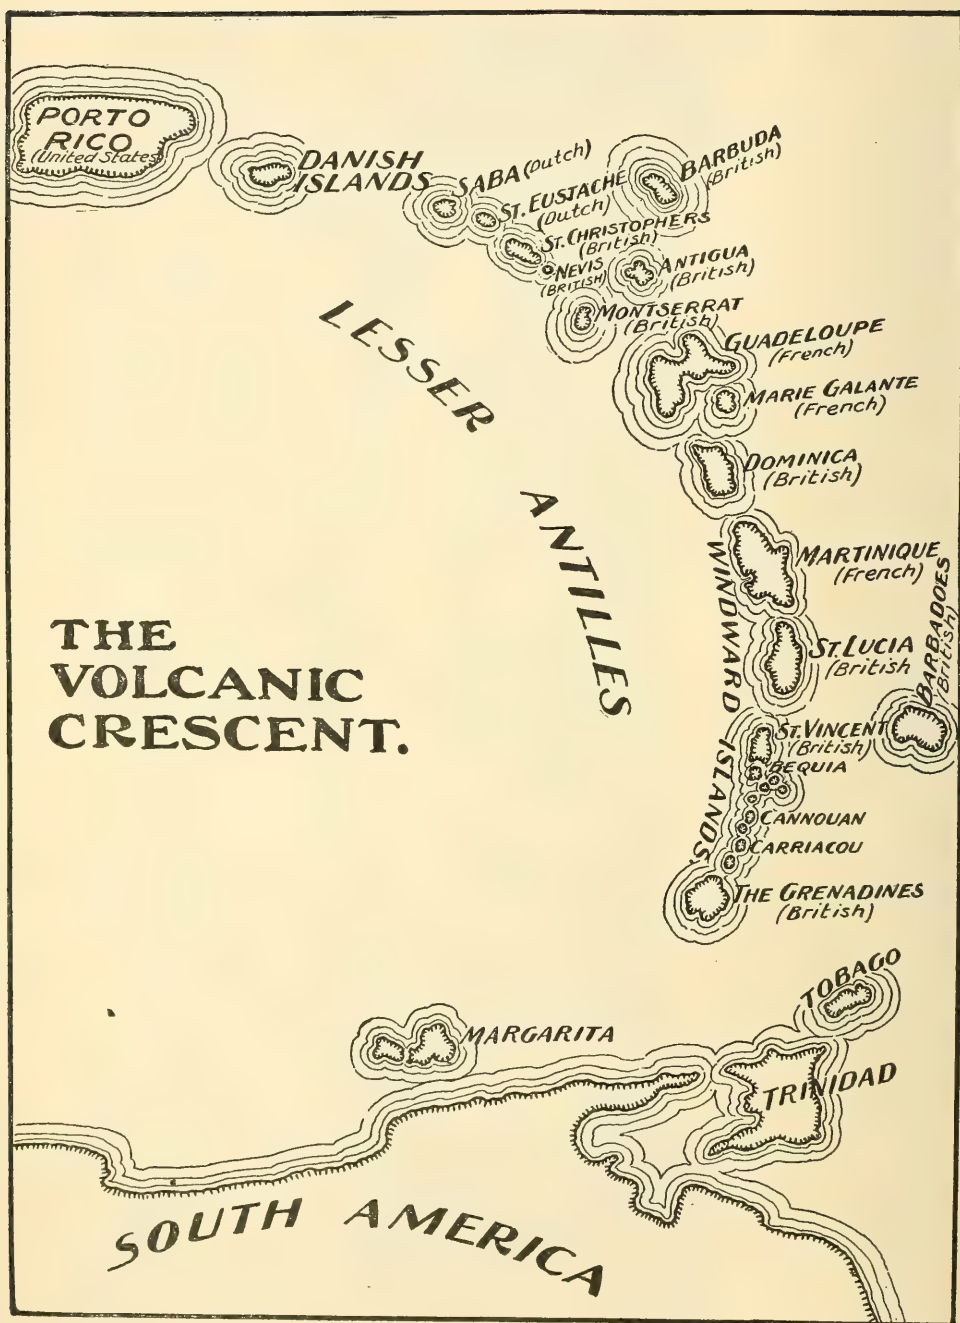 PORTO
RICO
(United States)
DANISH
ISLANDS
SABA (Dutch)
ST. EUSTACHE
(Dutch)
BARBUDA
(British)
ST. CHRISTOPHERS
(British)
NEVIS
(BRITISH)
ANTIGUA
(British)
MONTSERRAT
(British)
GUADELOUPE
(French)
MARIE GALANTE
(French)
DOMINICA
(British)
LESSER
ANTILLES
MARTINIQUE
(French)
WINDWARD
ISLANDS.
ST. LUCIA
(British
BARBADOES
(British)
THE
VOLCANIC
CRESCENT.
ST. VINCENT
(British)
BEQUIA
CANNOUAN
CARRIACOU
THE GRENADINES
(British)
TOBAGO
MARGARITA
TRINIDAD
SOUTH AMERICA